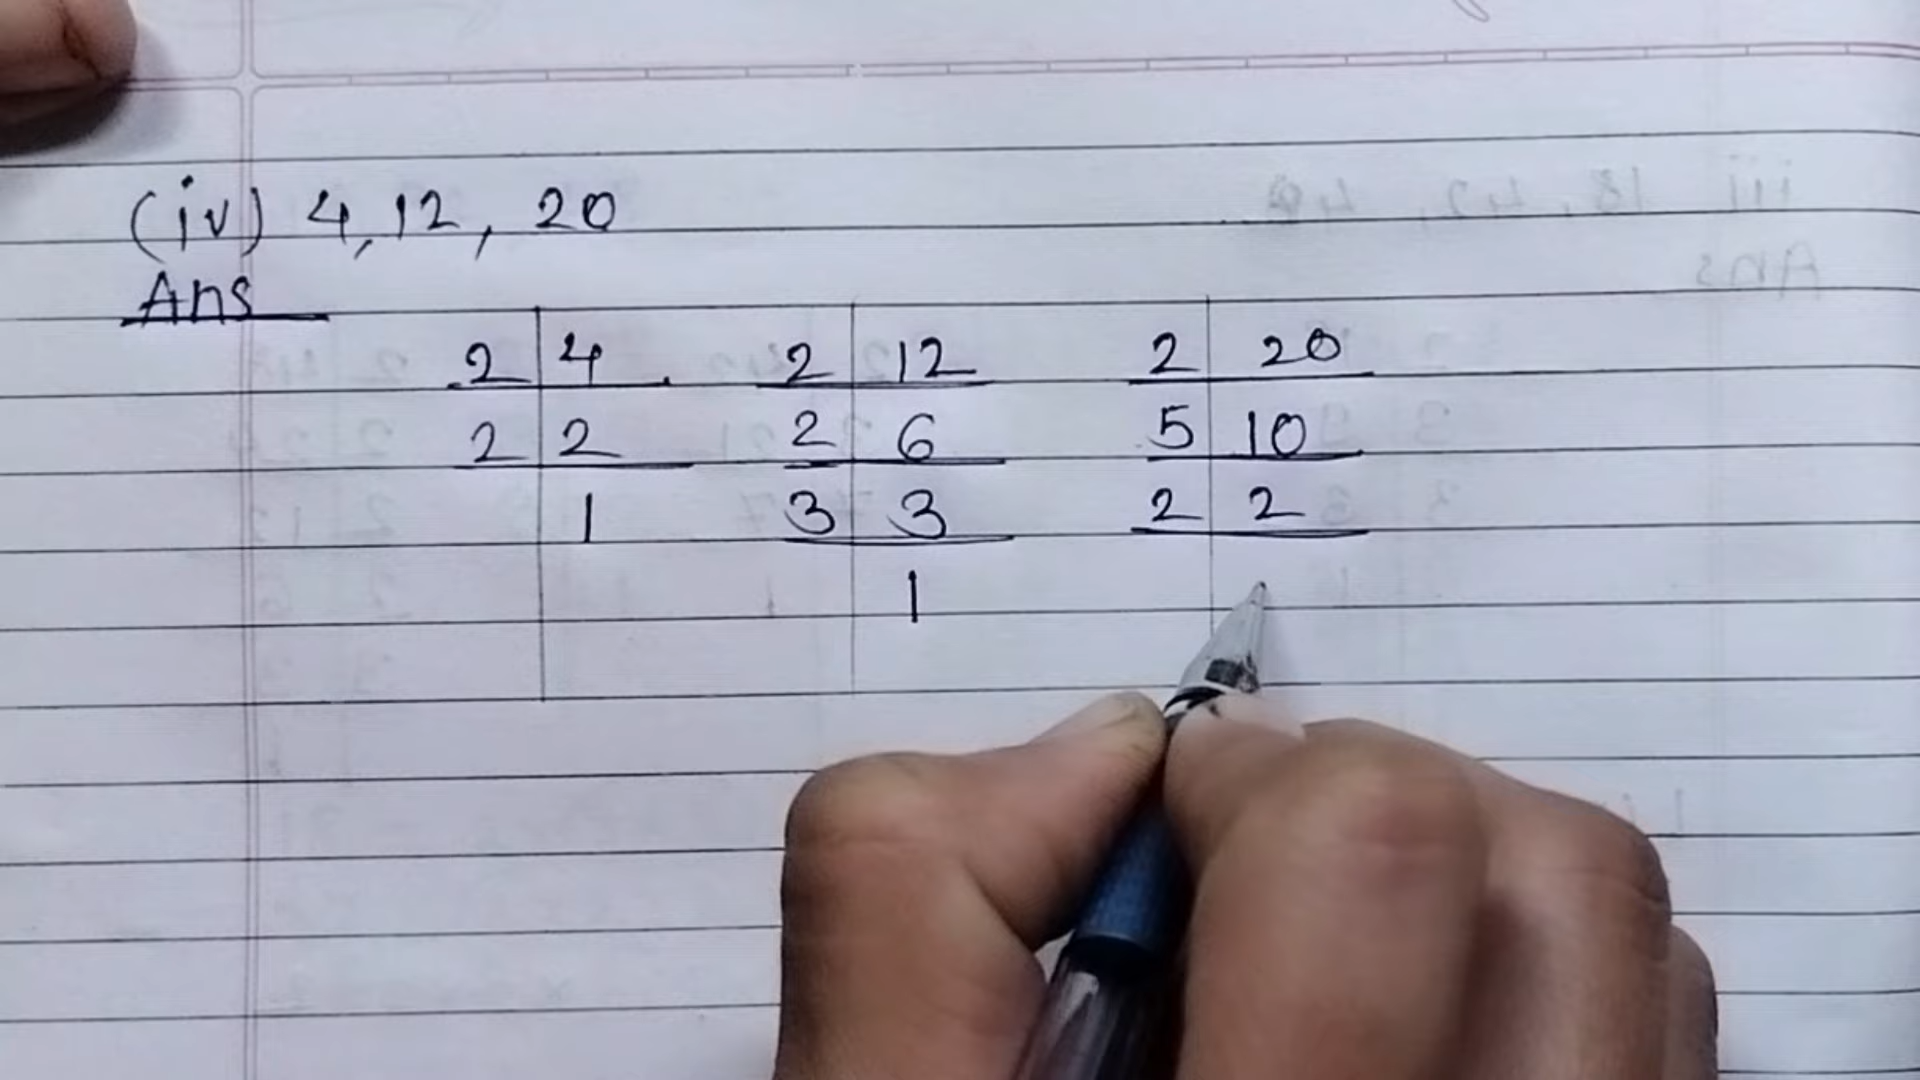 (iv) 4, 12, 20
Ans
2 4 2 12 2 20
2 2 2 6 5 10
1 3 3 2 2
1